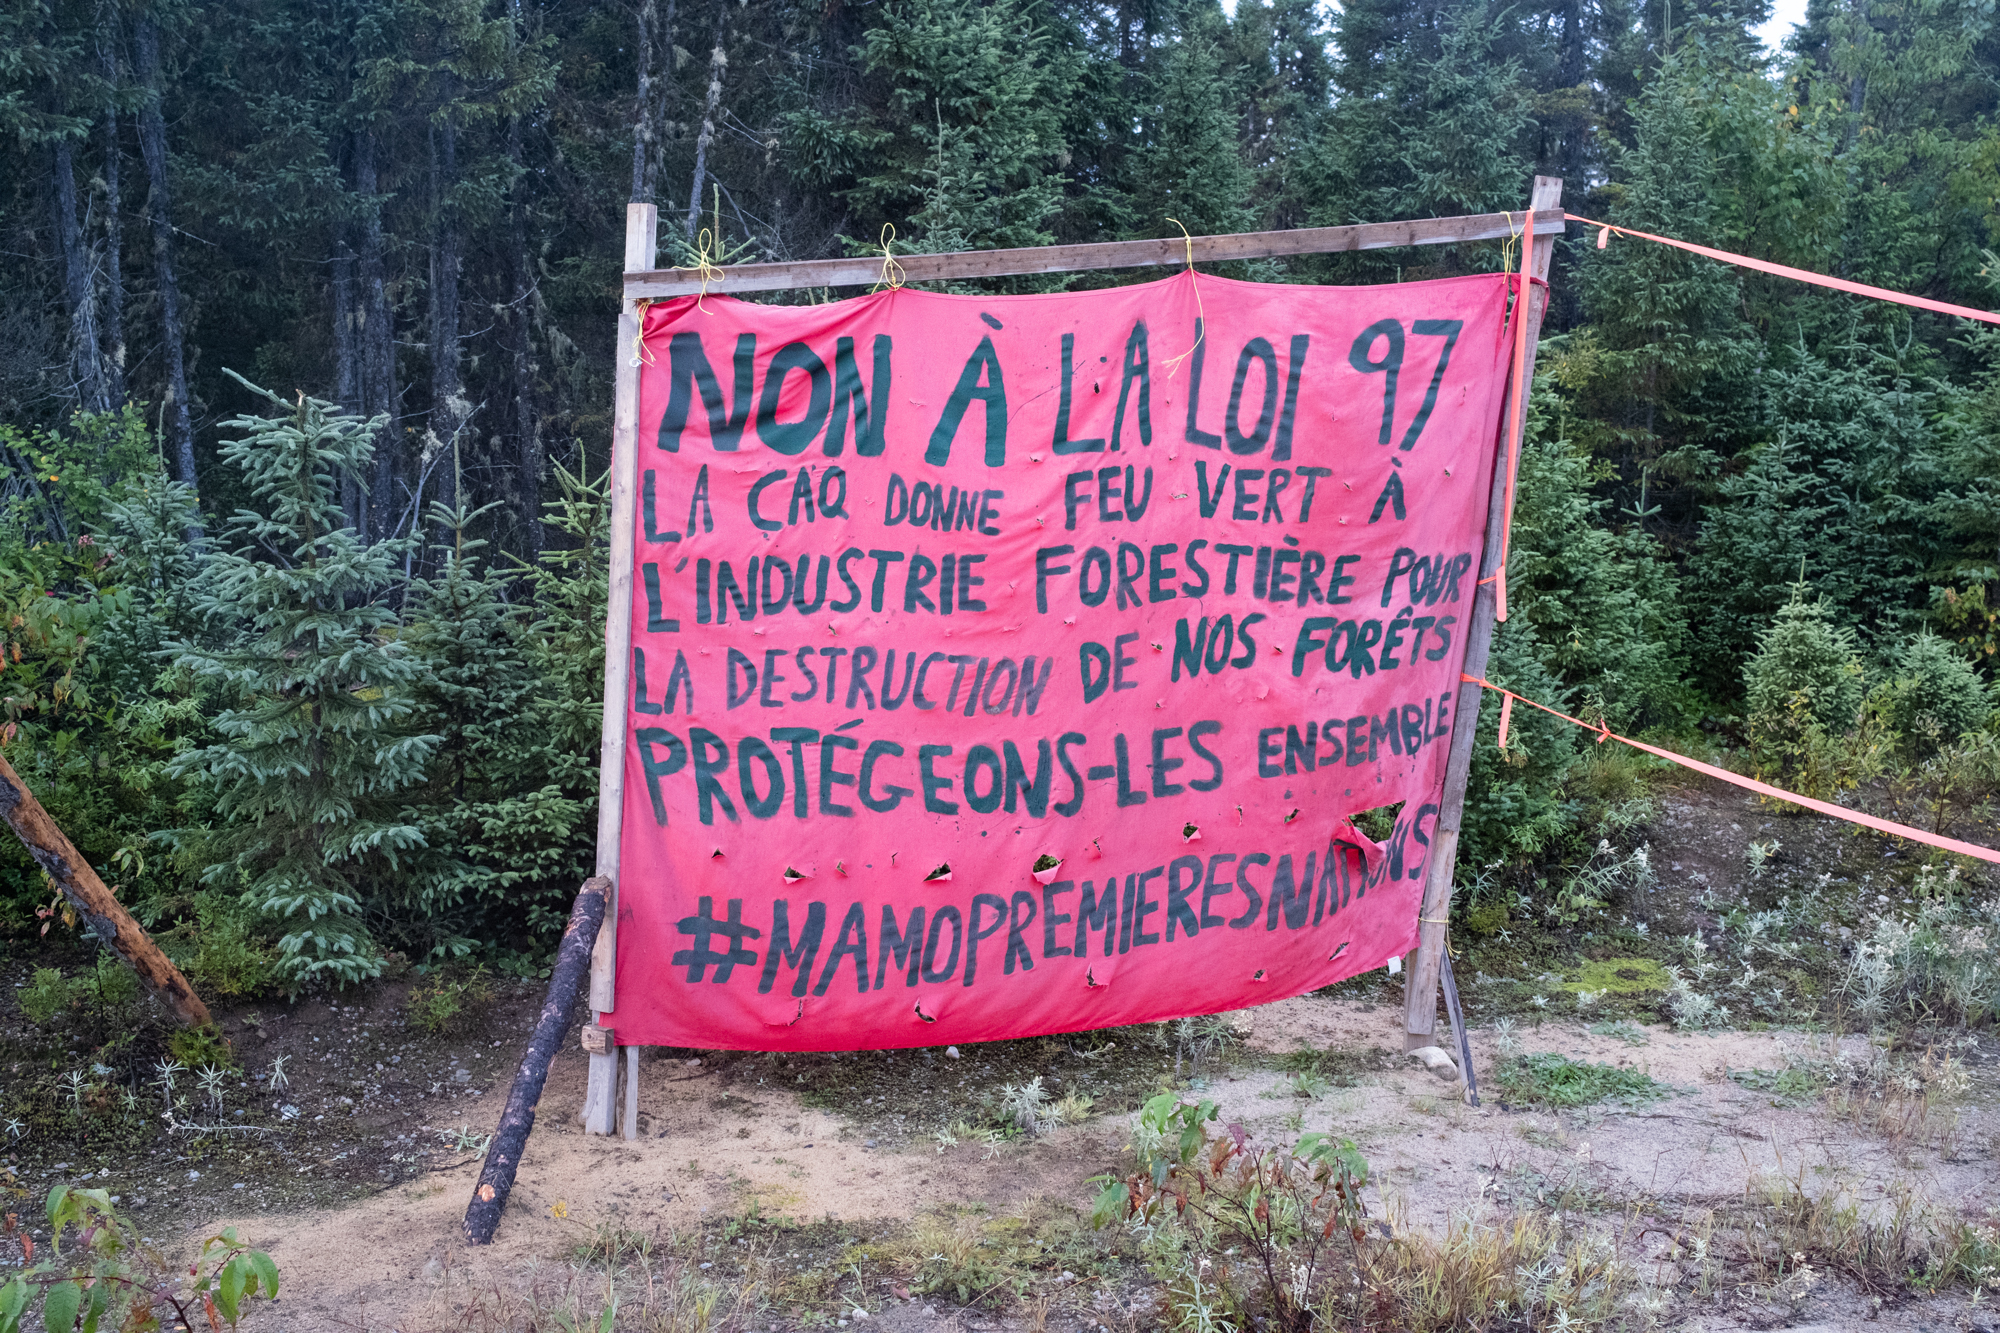 NON À LA LOI 97
LA CAQ DONNE FEU VERT À
L'INDUSTRIE FORESTIÈRE POUR
LA DESTRUCTION DE NOS FORÊTS
PROTÉGEONS-LES ENSEMBLE
#MAMOPREMIERESNATIONS